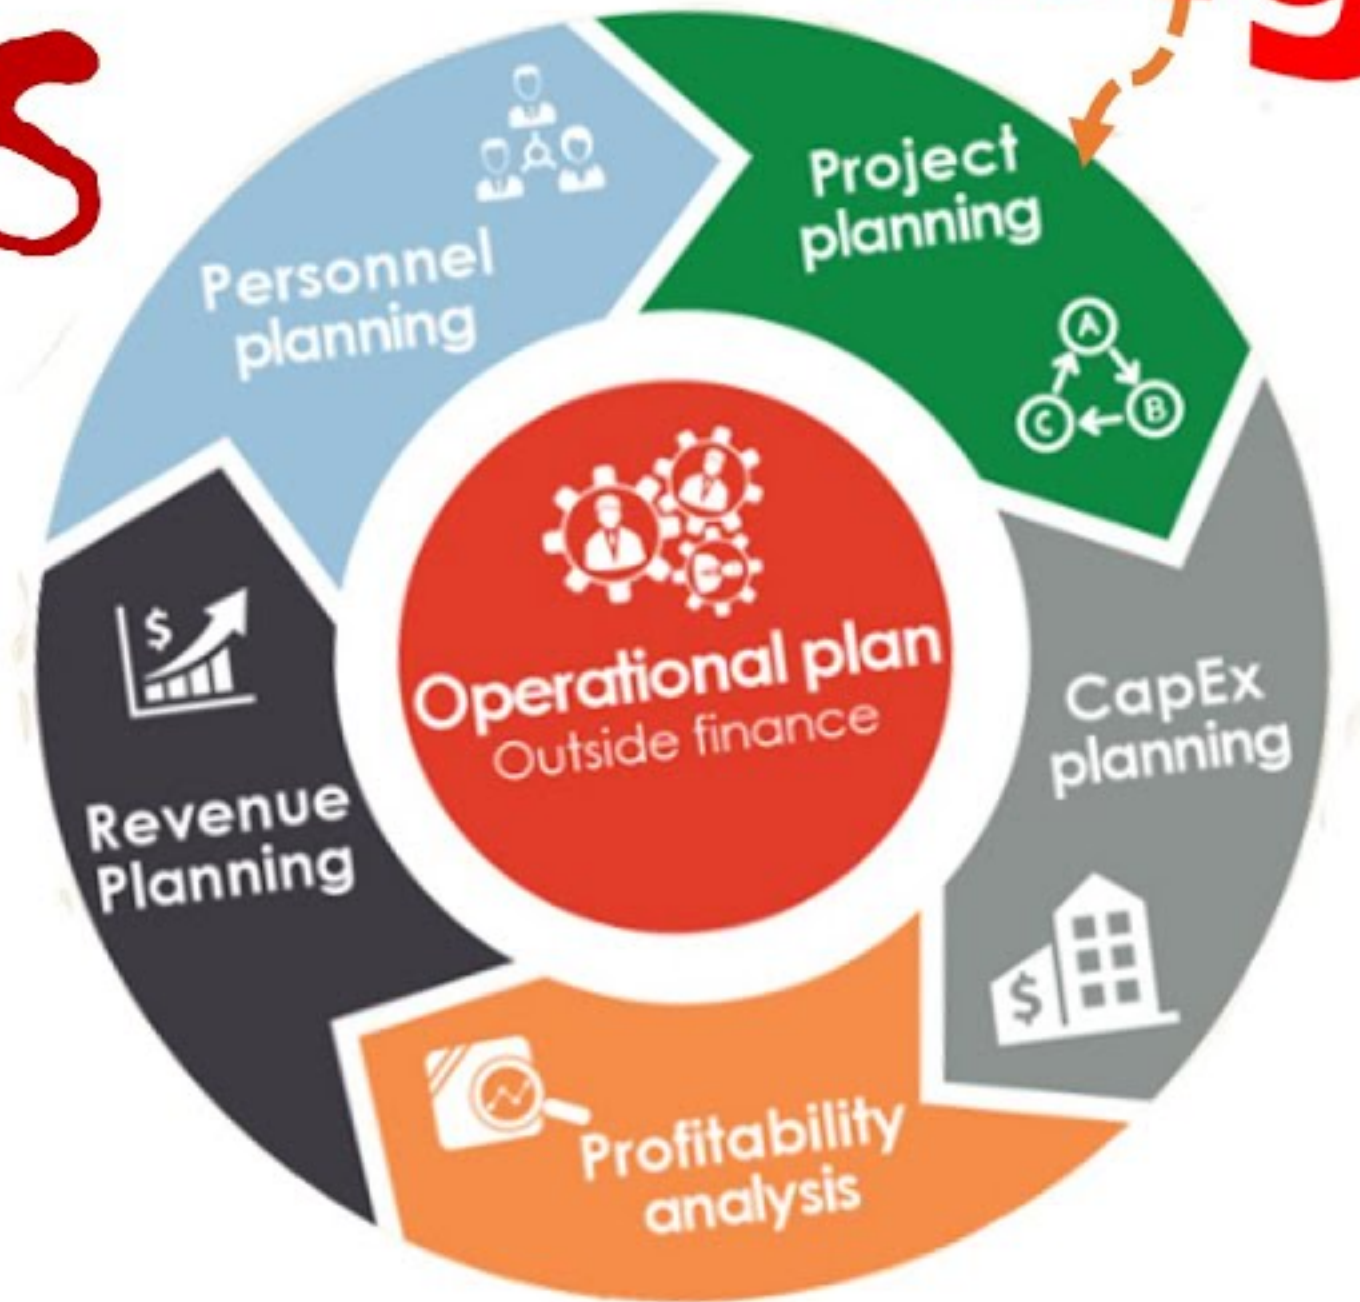 s
g
Personnel
planning
Project
planning
A
B
C
CapEx
planning
$
Profitability
analysis
$
Revenue
Planning
Operational plan
Outside finance